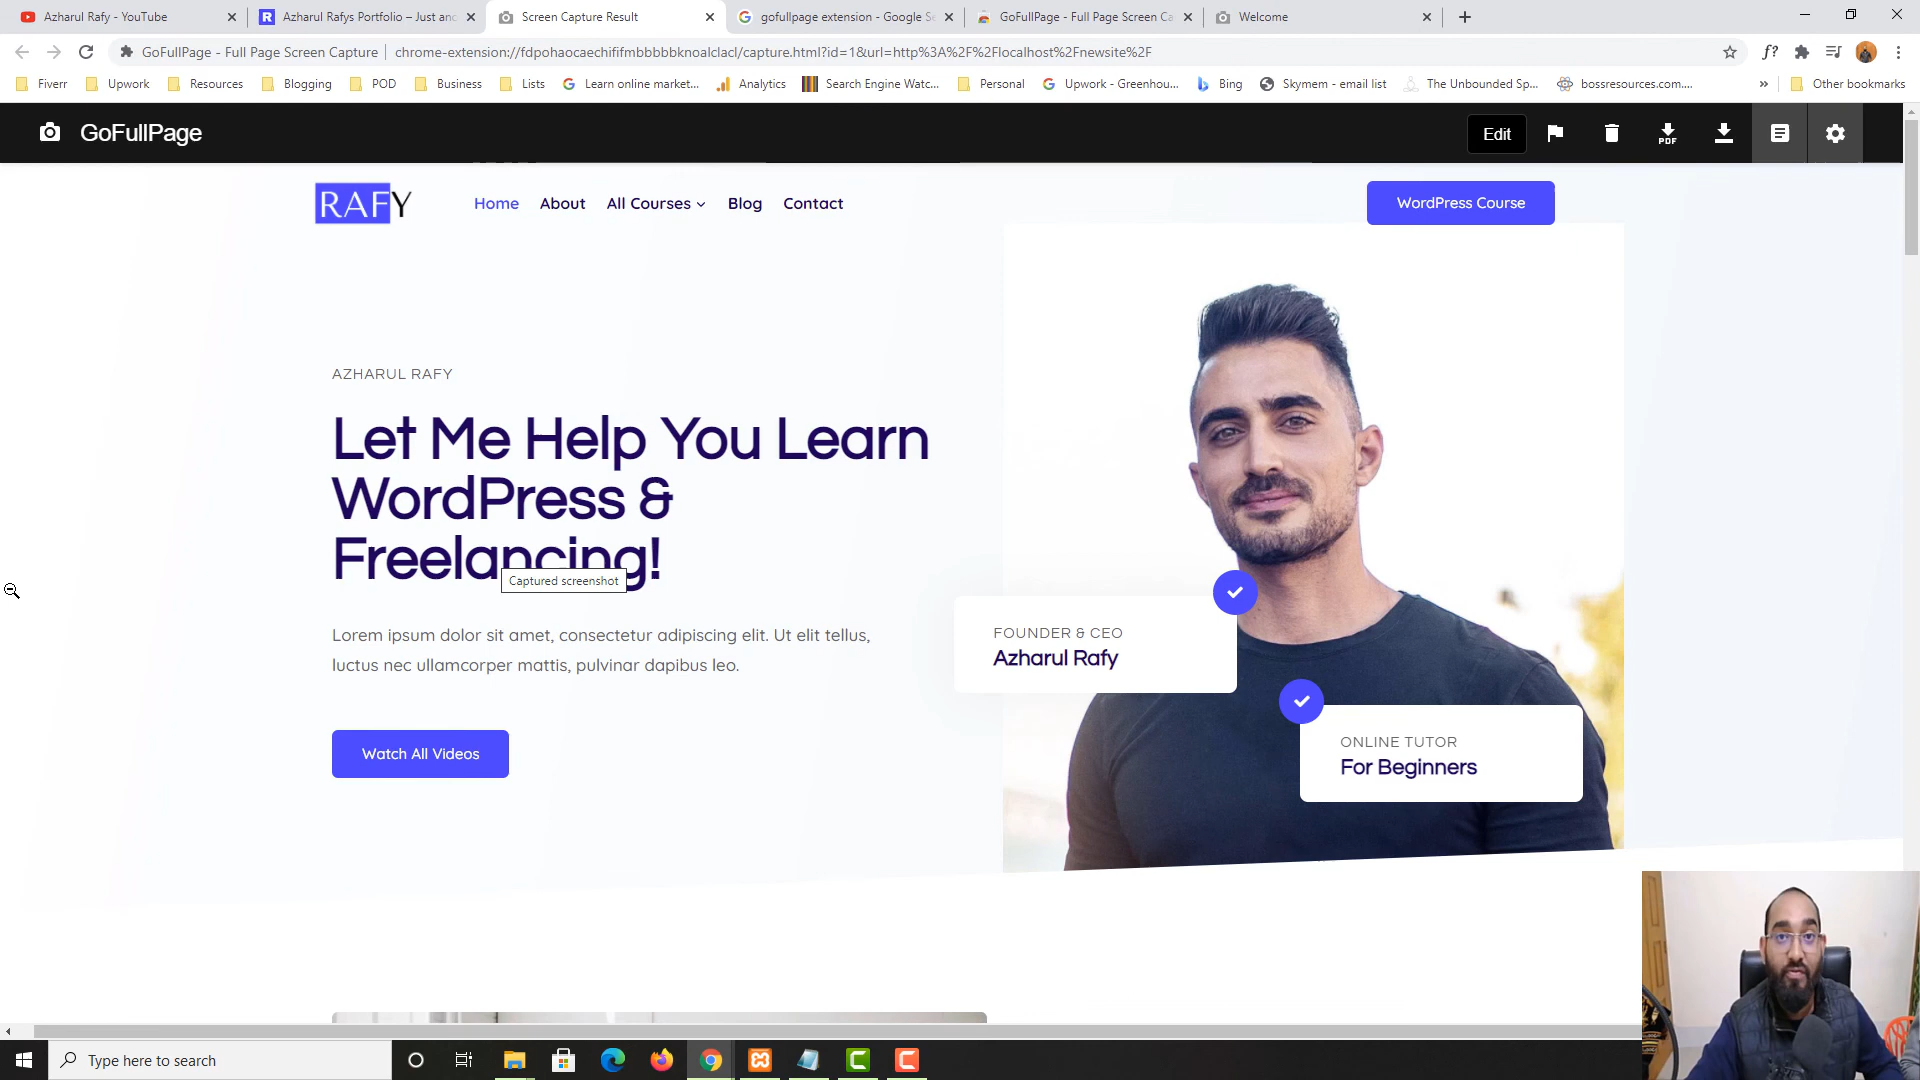 Azharul Rafy - YouTube
Azharul Rafys Portfolio – Just an
Screen Capture Result
gofullpage extension - Google S
GoFullPage - Full Page Screen Ca
Welcome
GoFullPage - Full Page Screen Capture
chrome-extension://fdpohaocaechififmbbbbbknoalclacl/capture.html?id=1&url=http%3A%2F%2Flocalhost%2Fnewsite%2F
Fiverr
Upwork
Resources
Blogging
POD
Business
Lists
Learn online market...
Analytics
Search Engine Watc...
Personal
Upwork - Greenhou...
Bing
Skymem - email list
The Unbounded Sp...
bossresources.com....
»
Other bookmarks
GoFullPage
Edit
PDF
RAFY
Home
About
All Courses
Blog
Contact
WordPress Course
AZHARUL RAFY
Let Me Help You Learn
WordPress &
Freelancing!
Captured screenshot
Lorem ipsum dolor sit amet, consectetur adipiscing elit. Ut elit tellus,
luctus nec ullamcorper mattis, pulvinar dapibus leo.
Watch All Videos
FOUNDER & CEO
Azharul Rafy
ONLINE TUTOR
For Beginners
Type here to search